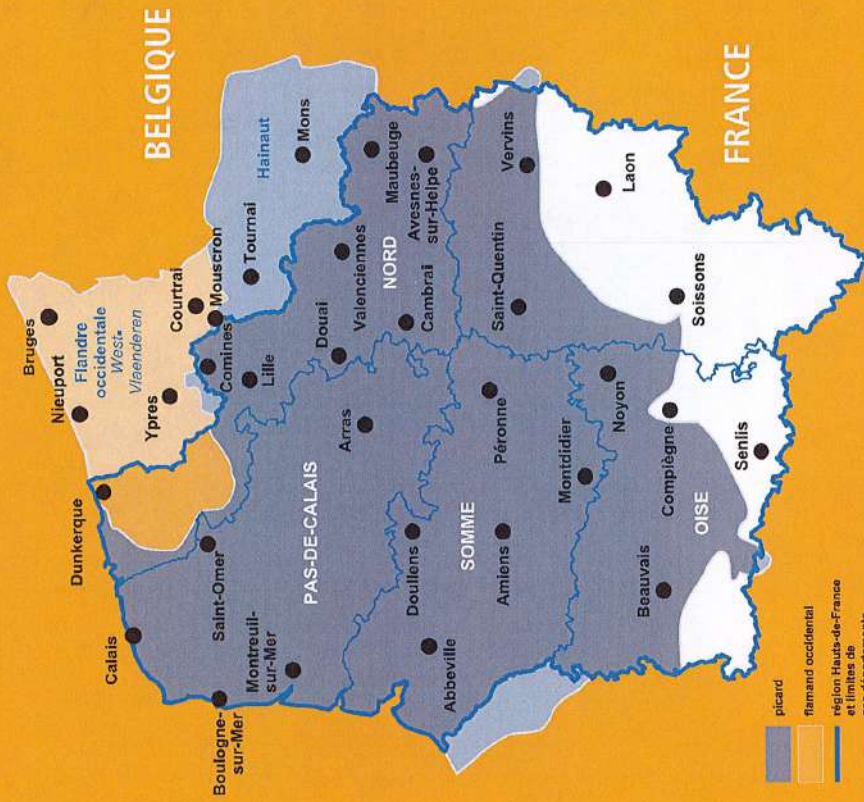 BELGIQUE
Bruges
Nieuport
Flandre
occidentale
West-
Vlaenderen
Dunkerque
Courtrai
Ypres
Mouscron
Comines
Calais
Hainaut
Saint-Omer
Lille
Tournai
Mons
Boulogne-
sur-Mer
Montreuil-
sur-Mer
PAS-DE-CALAIS
Douai
Valenciennes
Maubeuge
Arras
NORD
Avesnes-
sur-Helpe
Cambrai
Doullens
Abbeville
SOMME
Péronne
Amiens
Saint-Quentin
Vervins
Montdidier
Noyon
Laon
Beauvais
Compiègne
Soissons
OISE
Senlis
FRANCE
picard
flamand occidental
région Hauts-de-France
et limites de